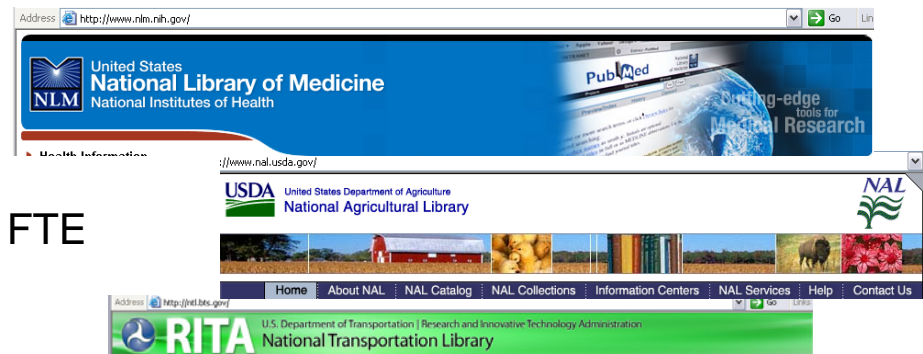 Address http://www.nlm.nih.gov/ Go Lin
United States
National Library of Medicine
National Institutes of Health
NLM
PubMed
Cutting-edge
tools for
Medical Research
Health Information
://www.nal.usda.gov/
USDA United States Department of Agriculture
National Agricultural Library
NAL
FTE
Home About NAL NAL Catalog NAL Collections Information Centers NAL Services Help Contact Us
Address http://ntl.bts.gov/ Go Links
RITA U.S. Department of Transportation | Research and Innovative Technology Administration
National Transportation Library